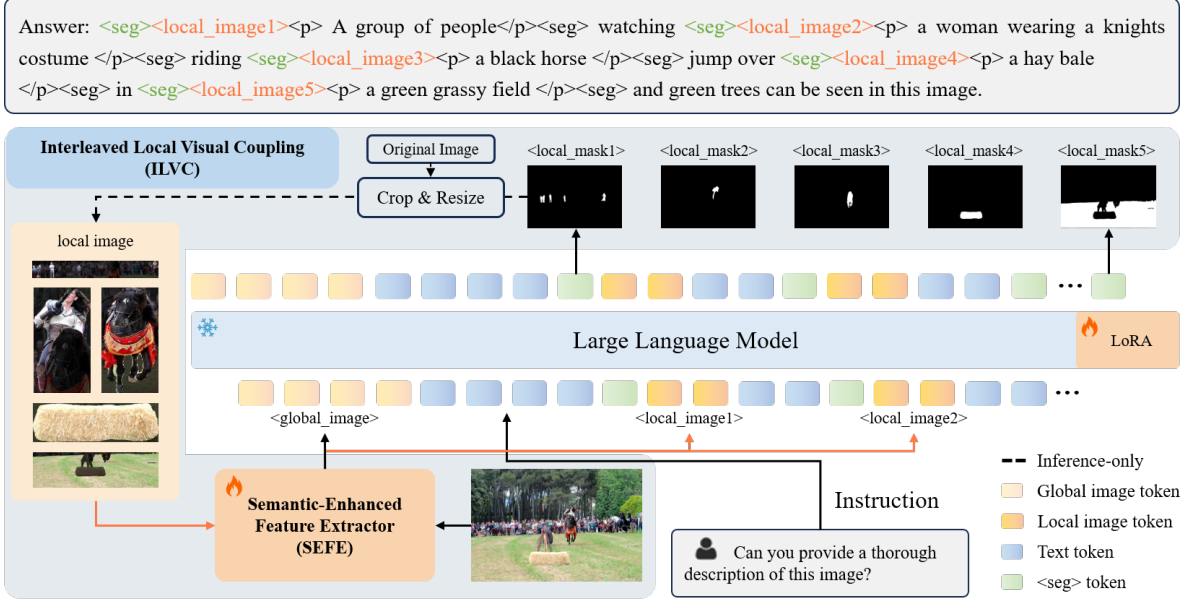 Answer: <seg><local_image1><p> A group of people</p><seg> watching <seg><local_image2><p> a woman wearing a knights
costume </p><seg> riding <seg><local_image3><p> a black horse </p><seg> jump over <seg><local_image4><p> a hay bale
</p><seg> in <seg><local_image5><p> a green grassy field </p><seg> and green trees can be seen in this image.
Interleaved Local Visual Coupling
(ILVC)
Original Image
Crop & Resize
<local_mask1>
<local_mask2>
<local_mask3>
<local_mask4>
<local_mask5>
local image
Large Language Model
LoRA
<global_image>
<local_image1>
<local_image2>
Semantic-Enhanced
Feature Extractor
(SEFE)
Instruction
Can you provide a thorough
description of this image?
Inference-only
Global image token
Local image token
Text token
<seg> token